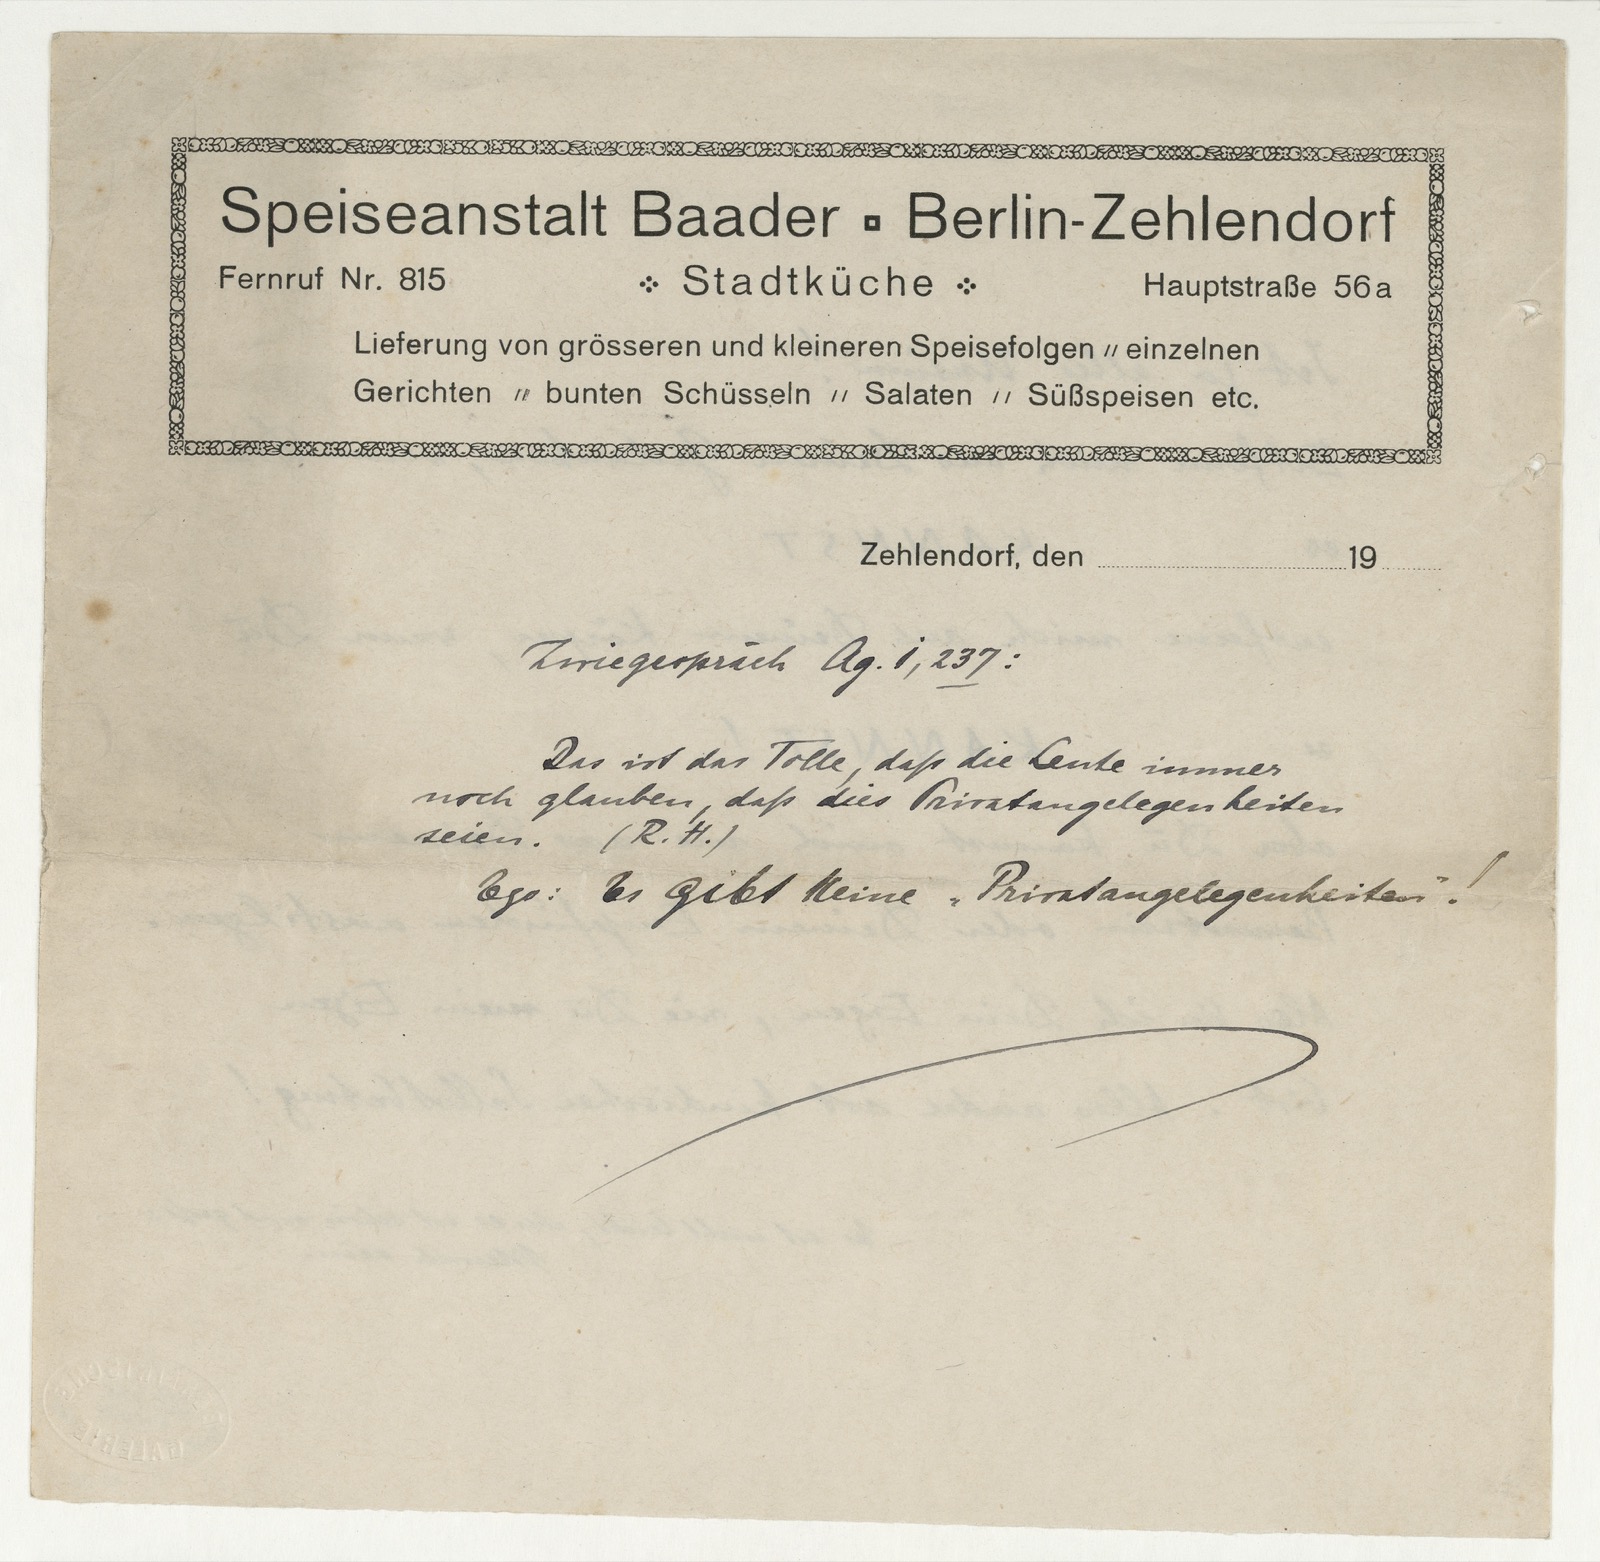 Speiseanstalt Baader ▫ Berlin-Zehlendorf
Fernruf Nr. 815 Stadtküche Hauptstraße 56a
Lieferung von grösseren und kleineren Speisefolgen // einzelnen
Gerichten // bunten Schüsseln // Salaten // Süßspeisen etc.
Zehlendorf, den 19
Zwiegespräch Ag. I, 237:
Das ist das Tolle, daß die Leute immer
noch glauben, daß dies Privatangelegenheiten
seien. (R. H.)
Ego: Es gibt keine „Privatangelegenheiten"!
GALERIE